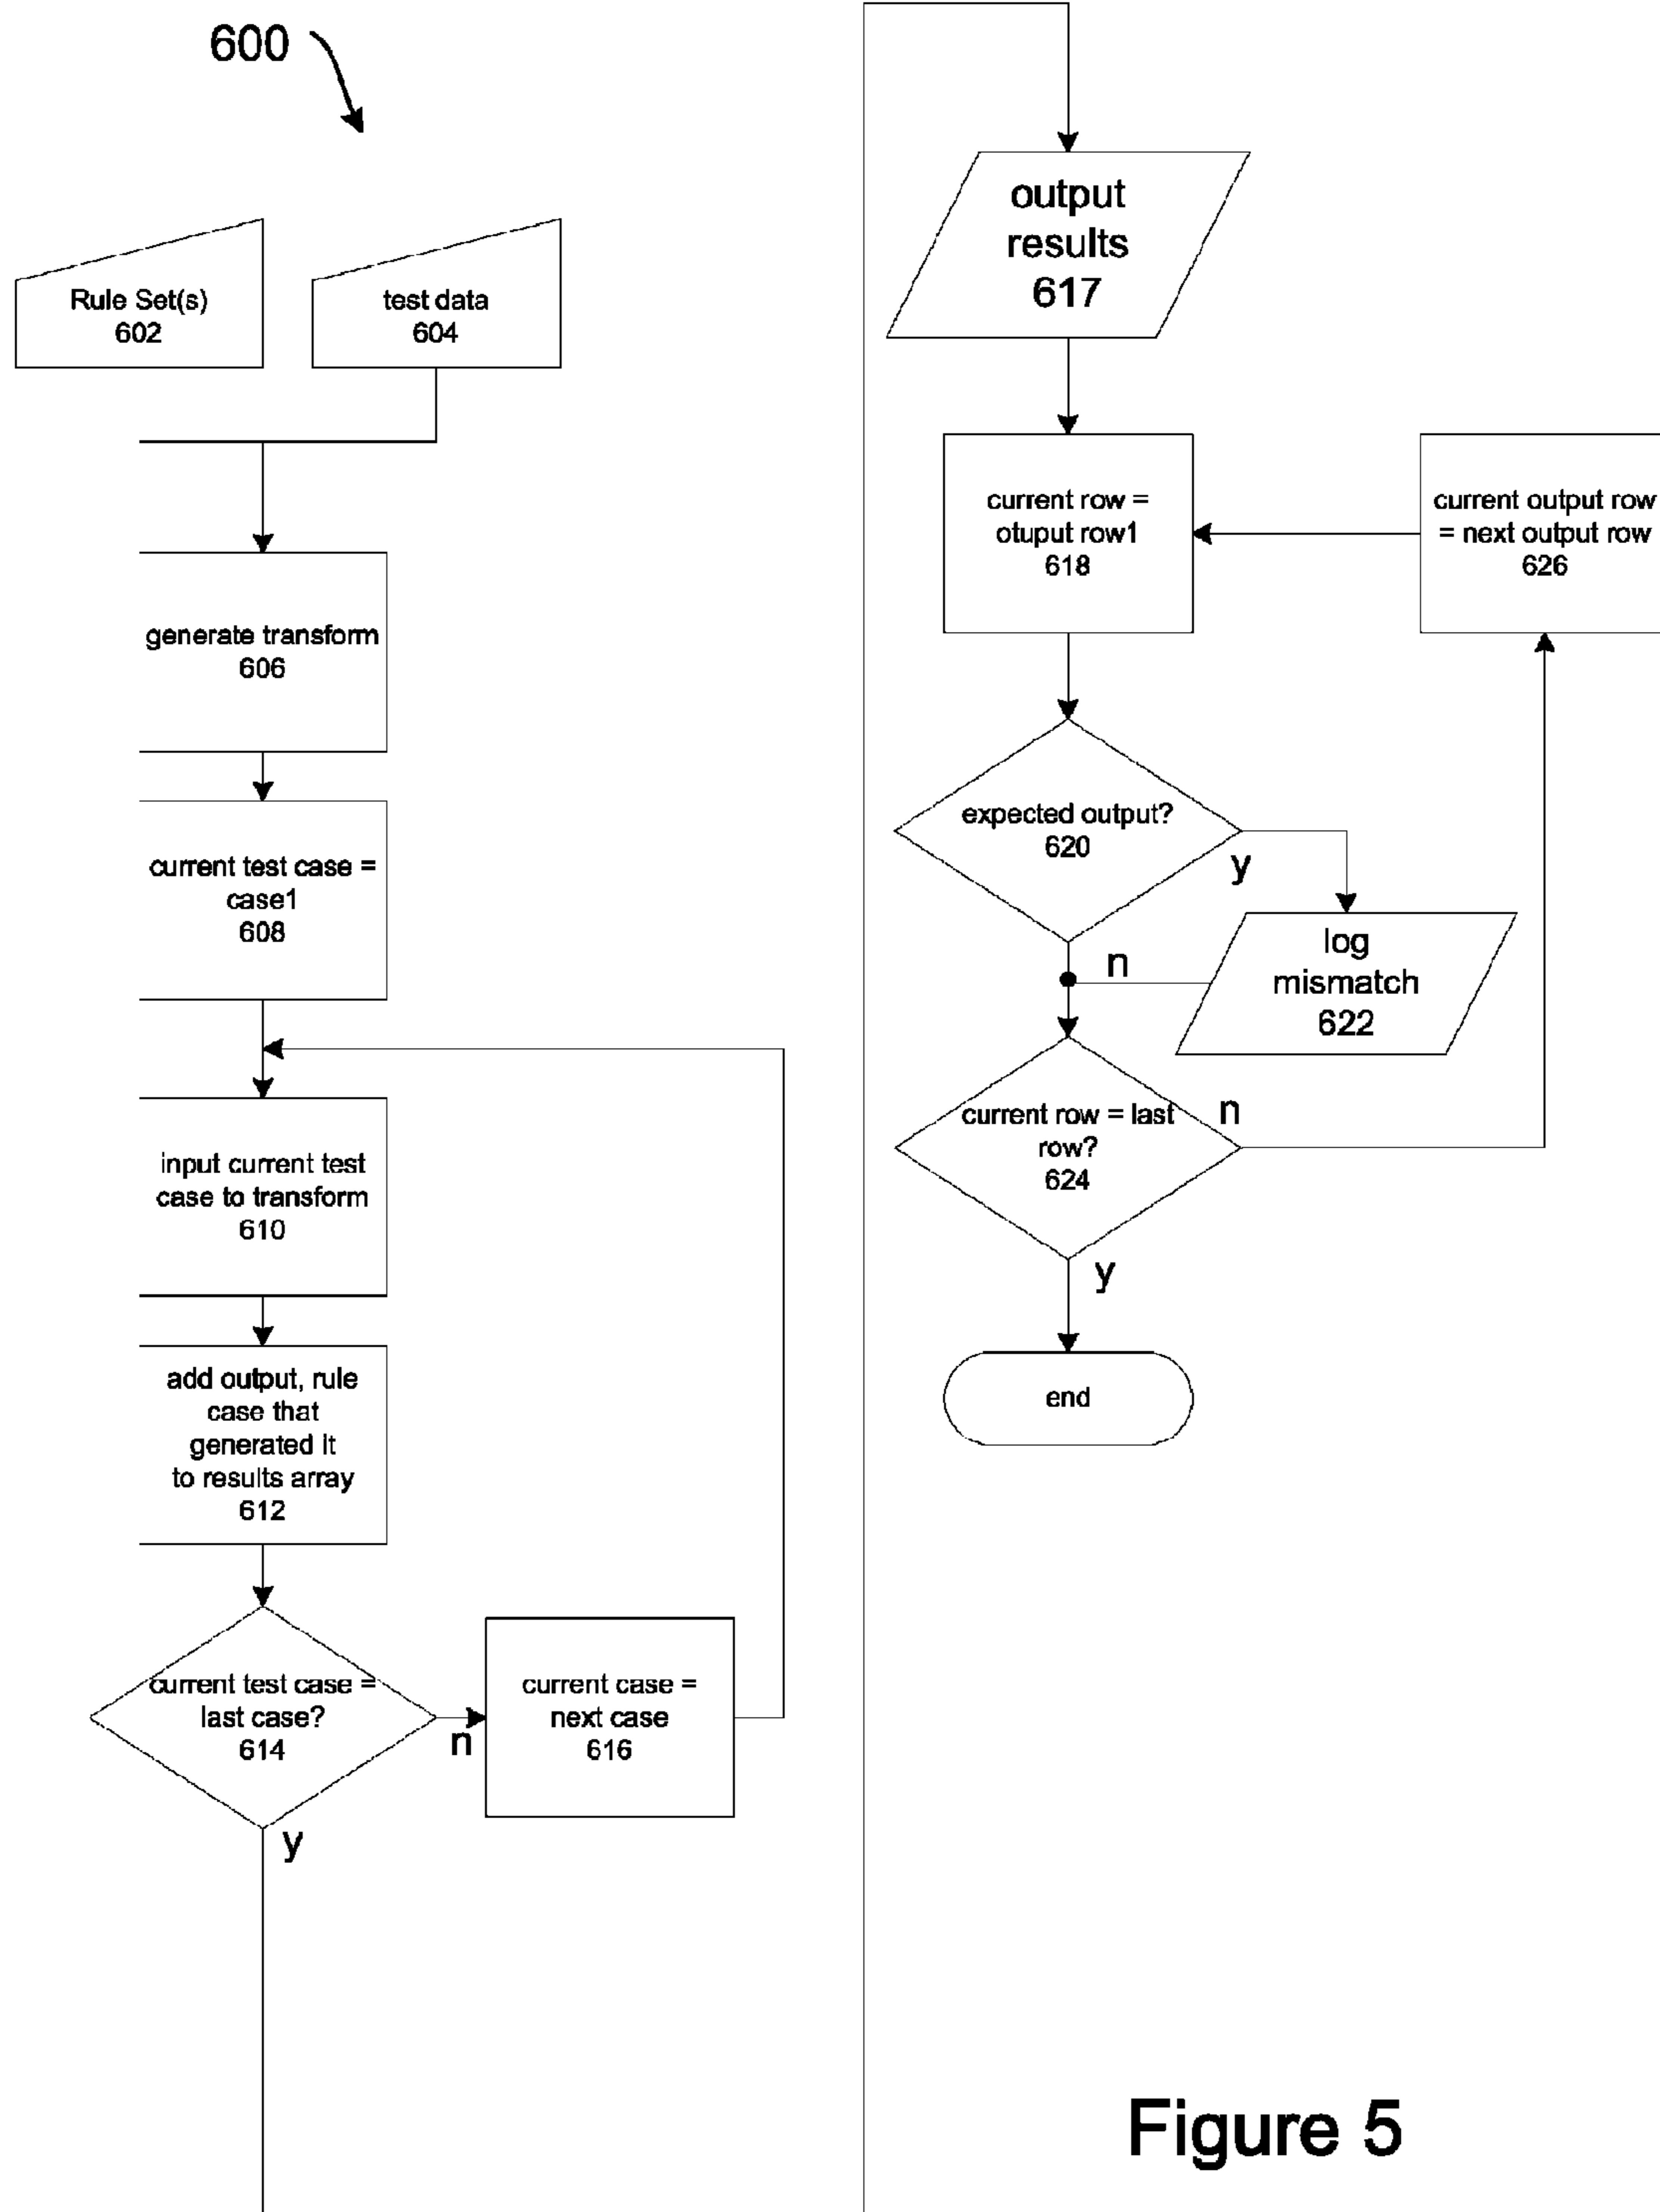 600
Rule Set(s)
602
test data
604
generate transform
606
current test case =
case1
608
input current test
case to transform
610
add output, rule
case that
generated it
to results array
612
current test case =
last case?
614
n
current case =
next case
616
y
output
results
617
current row =
otuput row1
618
current output row
= next output row
626
expected output?
620
y
n
log
mismatch
622
current row = last
row?
624
n
y
end
Figure 5